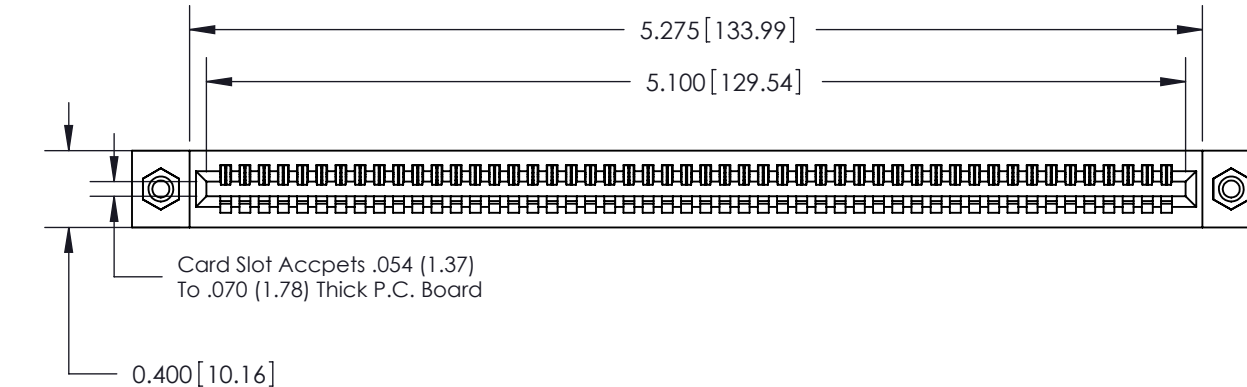 5.275[133.99]
5.100[129.54]
Card Slot Accpets .054 (1.37)
To .070 (1.78) Thick P.C. Board
0.400[10.16]